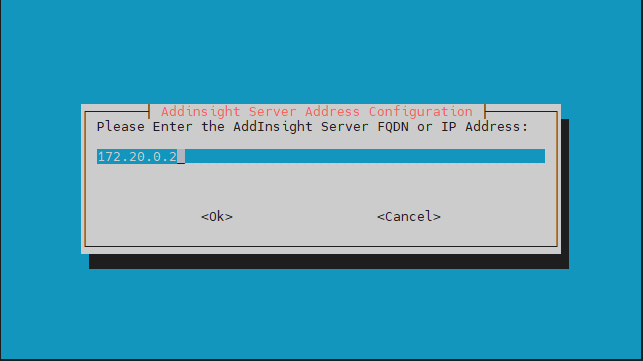 Addinsight Server Address Configuration
Please Enter the AddInsight Server FQDN or IP Address:
172.20.0.2
<Ok> <Cancel>